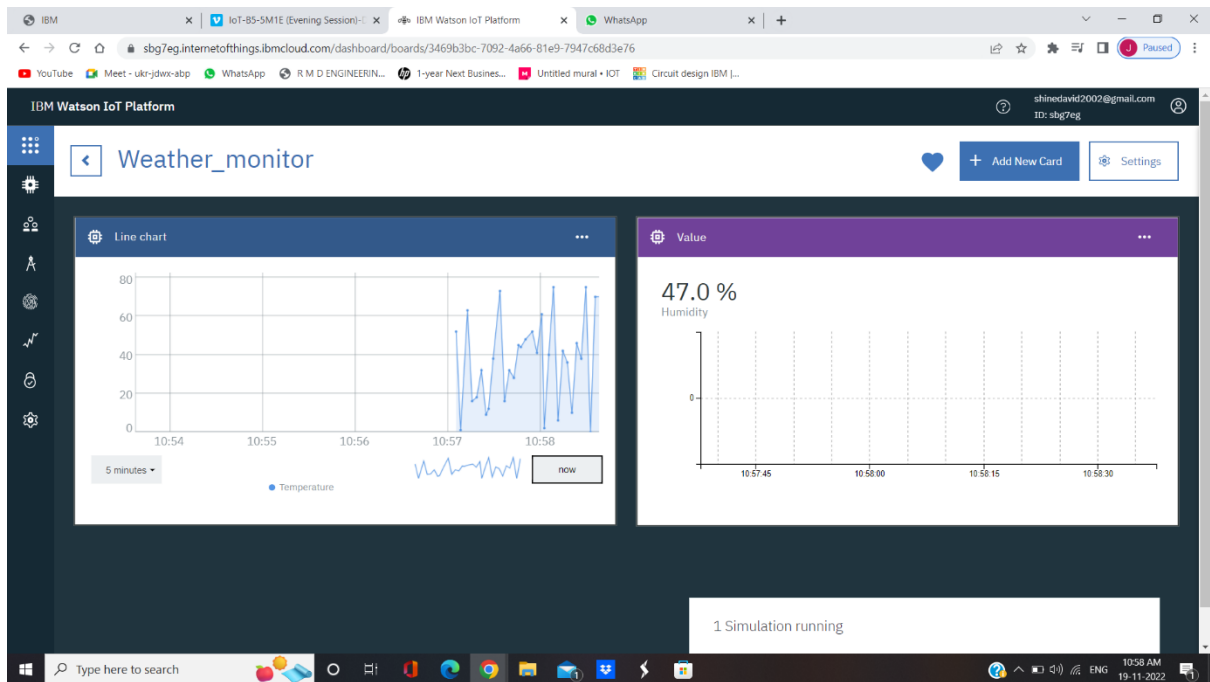 IBM
IoT-B5-5M1E (Evening Session)-
IBM Watson IoT Platform
WhatsApp
sbg7eg.internetofthings.ibmcloud.com/dashboard/boards/3469b3bc-7092-4a66-81e9-7947c68d3e76
J Paused
YouTube Meet - ukr-jdwx-abp WhatsApp R M D ENGINEERIN... 1-year Next Busines... Untitled mural • IOT Circuit design IBM |...
IBM Watson IoT Platform
shinedavid2002@gmail.com
ID: sbg7eg
Weather_monitor
+ Add New Card
Settings
Line chart
80
60
40
20
0
10:54 10:55 10:56 10:57 10:58
5 minutes
now
Temperature
Value
47.0 %
Humidity
0
10:57:45 10:58:00 10:58:15 10:58:30
1 Simulation running
Type here to search
ENG
10:58 AM
19-11-2022
1